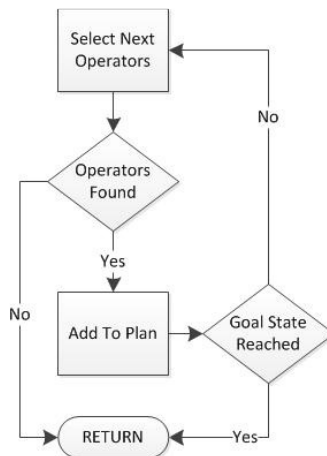 Select Next
Operators
No
Operators
Found
Yes
No
Add To Plan
Goal State
Reached
RETURN
Yes